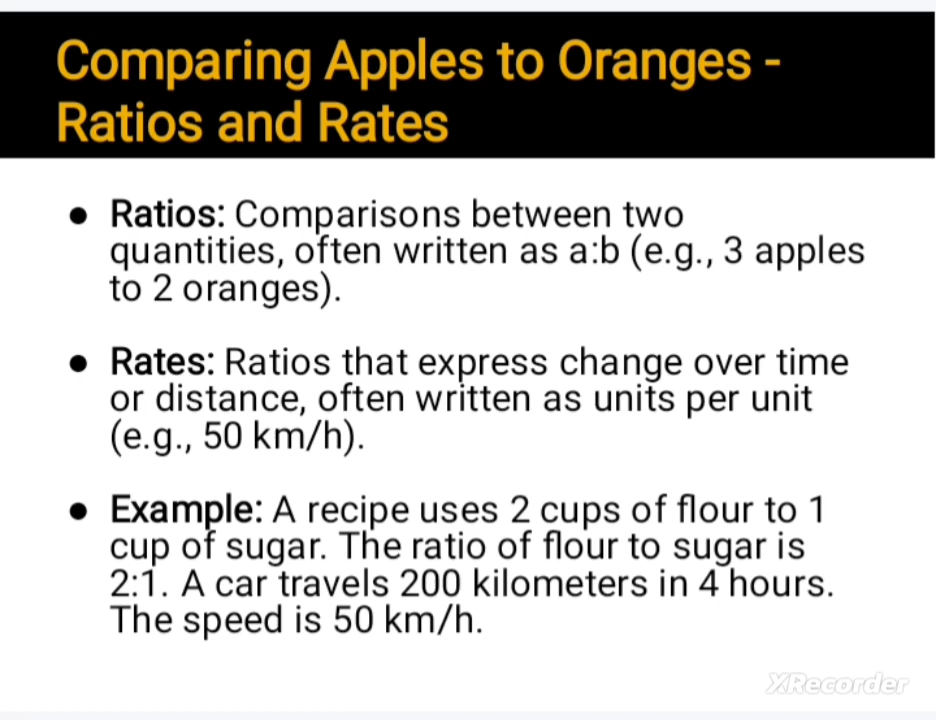 Comparing Apples to Oranges -
Ratios and Rates
● Ratios: Comparisons between two
quantities, often written as a:b (e.g., 3 apples
to 2 oranges).
● Rates: Ratios that express change over time
or distance, often written as units per unit
(e.g., 50 km/h).
● Example: A recipe uses 2 cups of flour to 1
cup of sugar. The ratio of flour to sugar is
2:1. A car travels 200 kilometers in 4 hours.
The speed is 50 km/h.
XRecorder